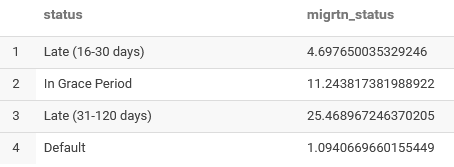 status migrtn_status
1 Late (16-30 days) 4.697650035329246
2 In Grace Period 11.243817381988922
3 Late (31-120 days) 25.468967246370205
4 Default 1.0940669660155449